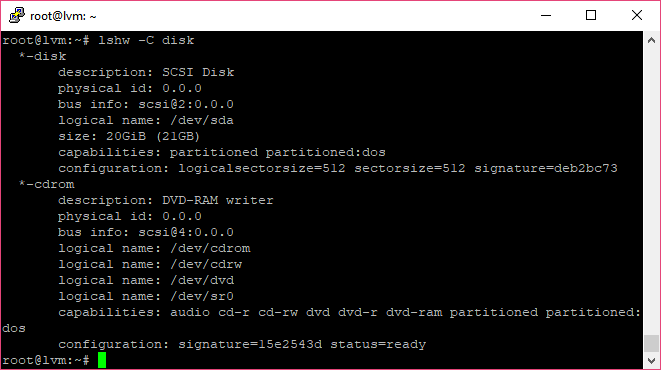 root@lvm: ~
root@lvm:~# lshw -C disk
  *-disk
       description: SCSI Disk
       physical id: 0.0.0
       bus info: scsi@2:0.0.0
       logical name: /dev/sda
       size: 20GiB (21GB)
       capabilities: partitioned partitioned:dos
       configuration: logicalsectorsize=512 sectorsize=512 signature=deb2bc73
  *-cdrom
       description: DVD-RAM writer
       physical id: 0.0.0
       bus info: scsi@4:0.0.0
       logical name: /dev/cdrom
       logical name: /dev/cdrw
       logical name: /dev/dvd
       logical name: /dev/sr0
       capabilities: audio cd-r cd-rw dvd dvd-r dvd-ram partitioned partitioned:
dos
       configuration: signature=15e2543d status=ready
root@lvm:~#